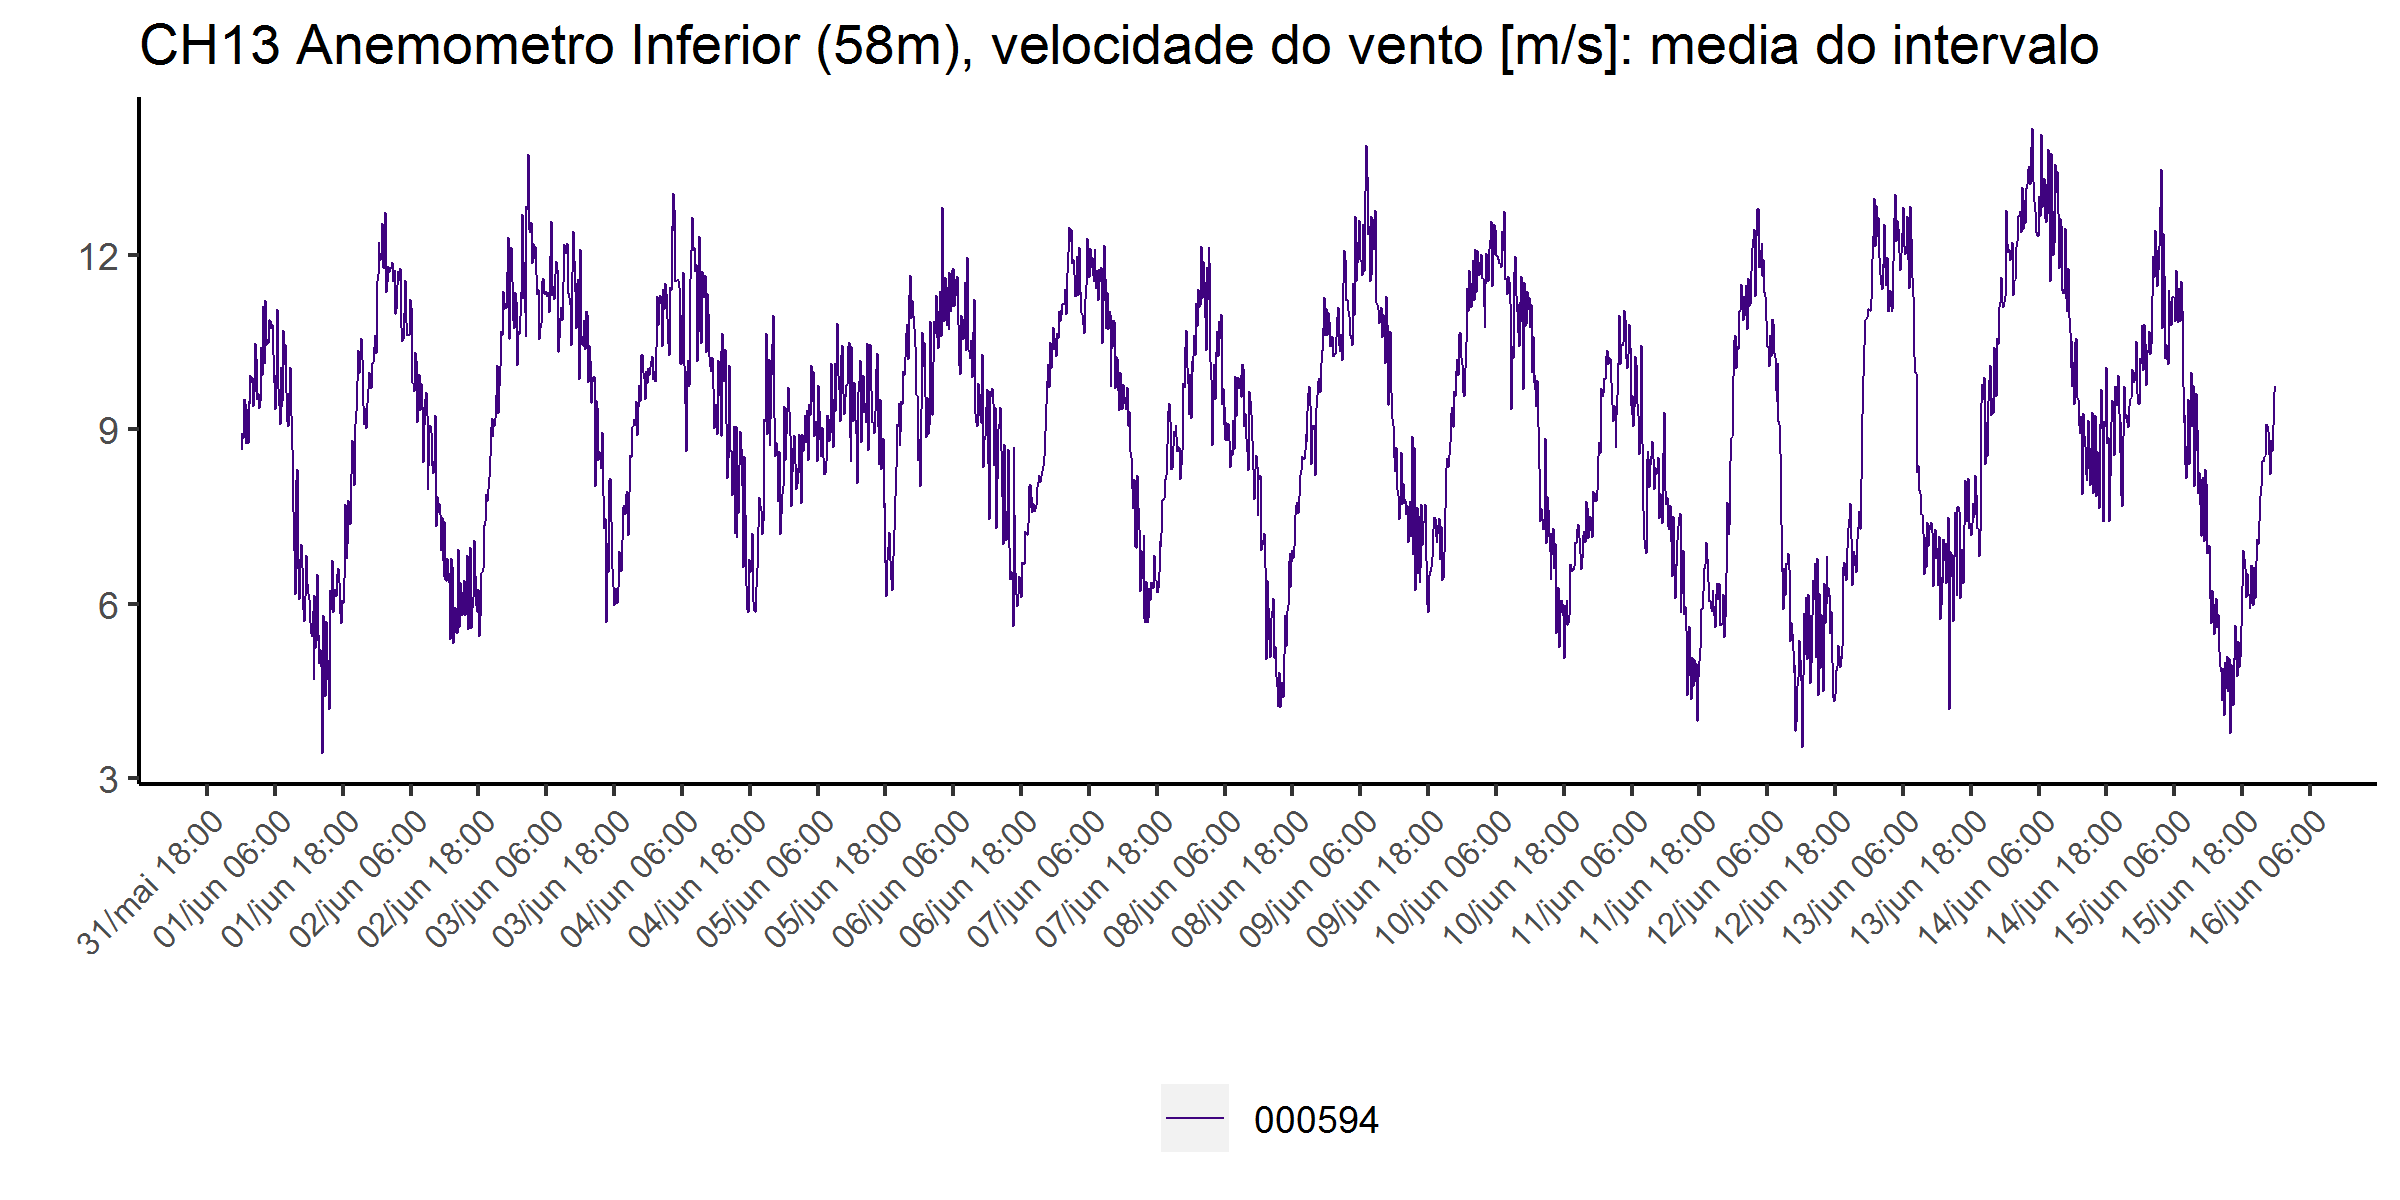 CH13 Anemometro Inferior (58m), velocidade do vento [m/s]: media do intervalo
12
9
6
3
31/mai 18:00
01/jun 06:00
01/jun 18:00
02/jun 06:00
02/jun 18:00
03/jun 06:00
03/jun 18:00
04/jun 06:00
04/jun 18:00
05/jun 06:00
05/jun 18:00
06/jun 06:00
06/jun 18:00
07/jun 06:00
07/jun 18:00
08/jun 06:00
08/jun 18:00
09/jun 06:00
09/jun 18:00
10/jun 06:00
10/jun 18:00
11/jun 06:00
11/jun 18:00
12/jun 06:00
12/jun 18:00
13/jun 06:00
13/jun 18:00
14/jun 06:00
14/jun 18:00
15/jun 06:00
15/jun 18:00
16/jun 06:00
000594